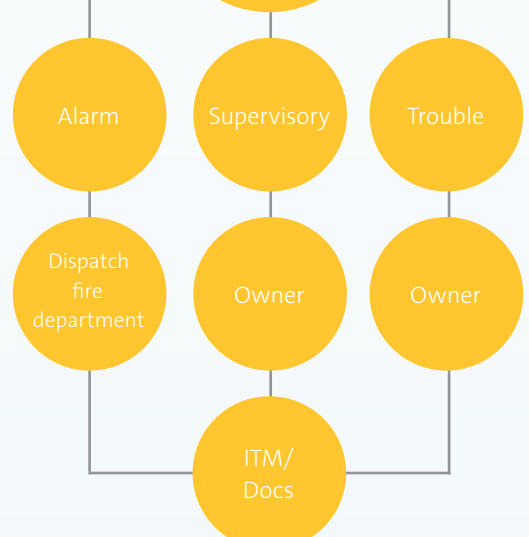 Alarm
Supervisory
Trouble
Dispatch
fire
department
Owner
Owner
ITM/
Docs